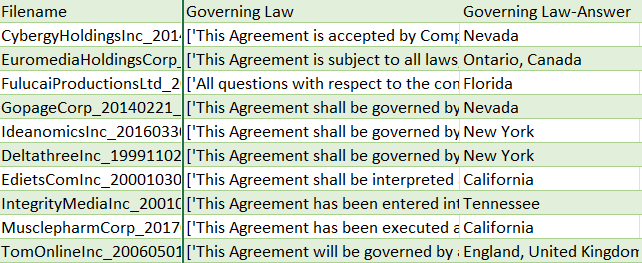 Filename Governing Law Governing Law-Answer
CybergyHoldingsInc_2014 ['This Agreement is accepted by Comp Nevada
EuromediaHoldingsCorp_ ['This Agreement is subject to all laws, Ontario, Canada
FulucaiProductionsLtd_2 ['All questions with respect to the con Florida
GopageCorp_20140221_ ['This Agreement shall be governed by Nevada
IdeanomicsInc_2016033 ['This Agreement shall be governed by New York
DeltathreeInc_19991102 ['This Agreement shall be governed by New York
EdietsComInc_20001030 ['This Agreement shall be interpreted California
IntegrityMediaInc_20010 ['This Agreement has been entered int Tennessee
MusclepharmCorp_2017 ['This Agreement has been executed a California
TomOnlineInc_20060501 ['This Agreement will be governed by England, United Kingdom